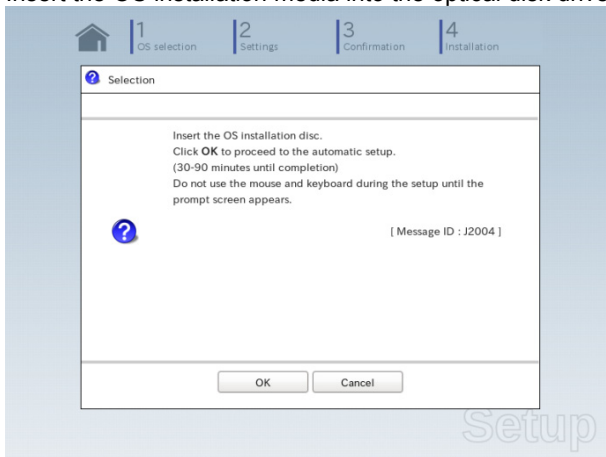 Insert the OS installation media into the optical disk drive
1
OS selection
2
Settings
3
Confirmation
4
Installation
Selection
Insert the OS installation disc.
Click OK to proceed to the automatic setup.
(30-90 minutes until completion)
Do not use the mouse and keyboard during the setup until the
prompt screen appears.
[ Message ID : J2004 ]
OK
Cancel
Setup